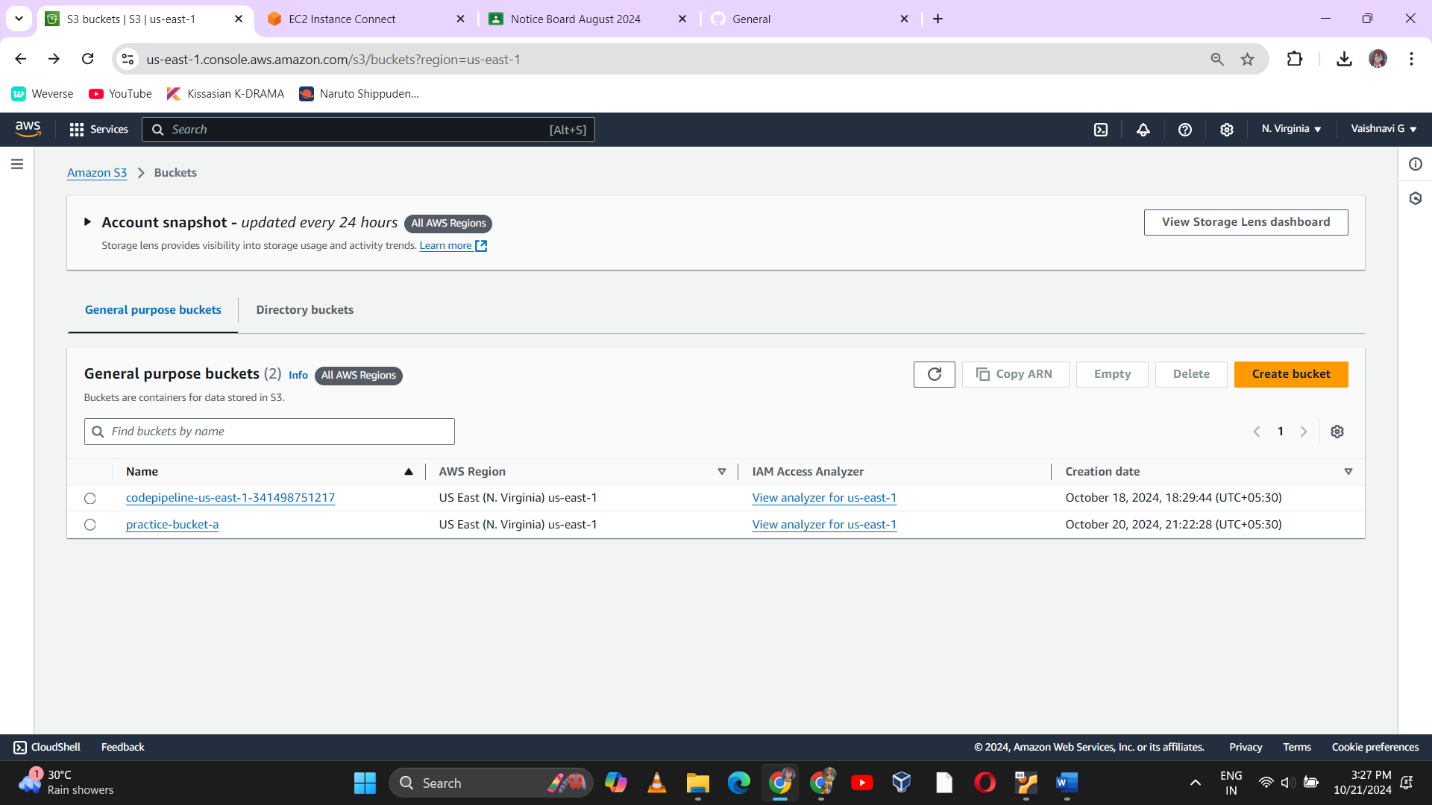 S3 buckets | S3 | us-east-1
EC2 Instance Connect
Notice Board August 2024
General
us-east-1.console.aws.amazon.com/s3/buckets?region=us-east-1
Weverse
YouTube
Kissasian K-DRAMA
Naruto Shippuden...
aws
Services
Search
[Alt+S]
N. Virginia
Vaishnavi G
Amazon S3
Buckets
Account snapshot - updated every 24 hours
All AWS Regions
View Storage Lens dashboard
Storage lens provides visibility into storage usage and activity trends. Learn more
General purpose buckets
Directory buckets
General purpose buckets (2) Info
All AWS Regions
Copy ARN
Empty
Delete
Create bucket
Buckets are containers for data stored in S3.
Find buckets by name
1
Name
AWS Region
IAM Access Analyzer
Creation date
codepipeline-us-east-1-341498751217
US East (N. Virginia) us-east-1
View analyzer for us-east-1
October 18, 2024, 18:29:44 (UTC+05:30)
practice-bucket-a
US East (N. Virginia) us-east-1
View analyzer for us-east-1
October 20, 2024, 21:22:28 (UTC+05:30)
CloudShell
Feedback
© 2024, Amazon Web Services, Inc. or its affiliates.
Privacy
Terms
Cookie preferences
1
30°C
Rain showers
Search
ENG
IN
3:27 PM
10/21/2024